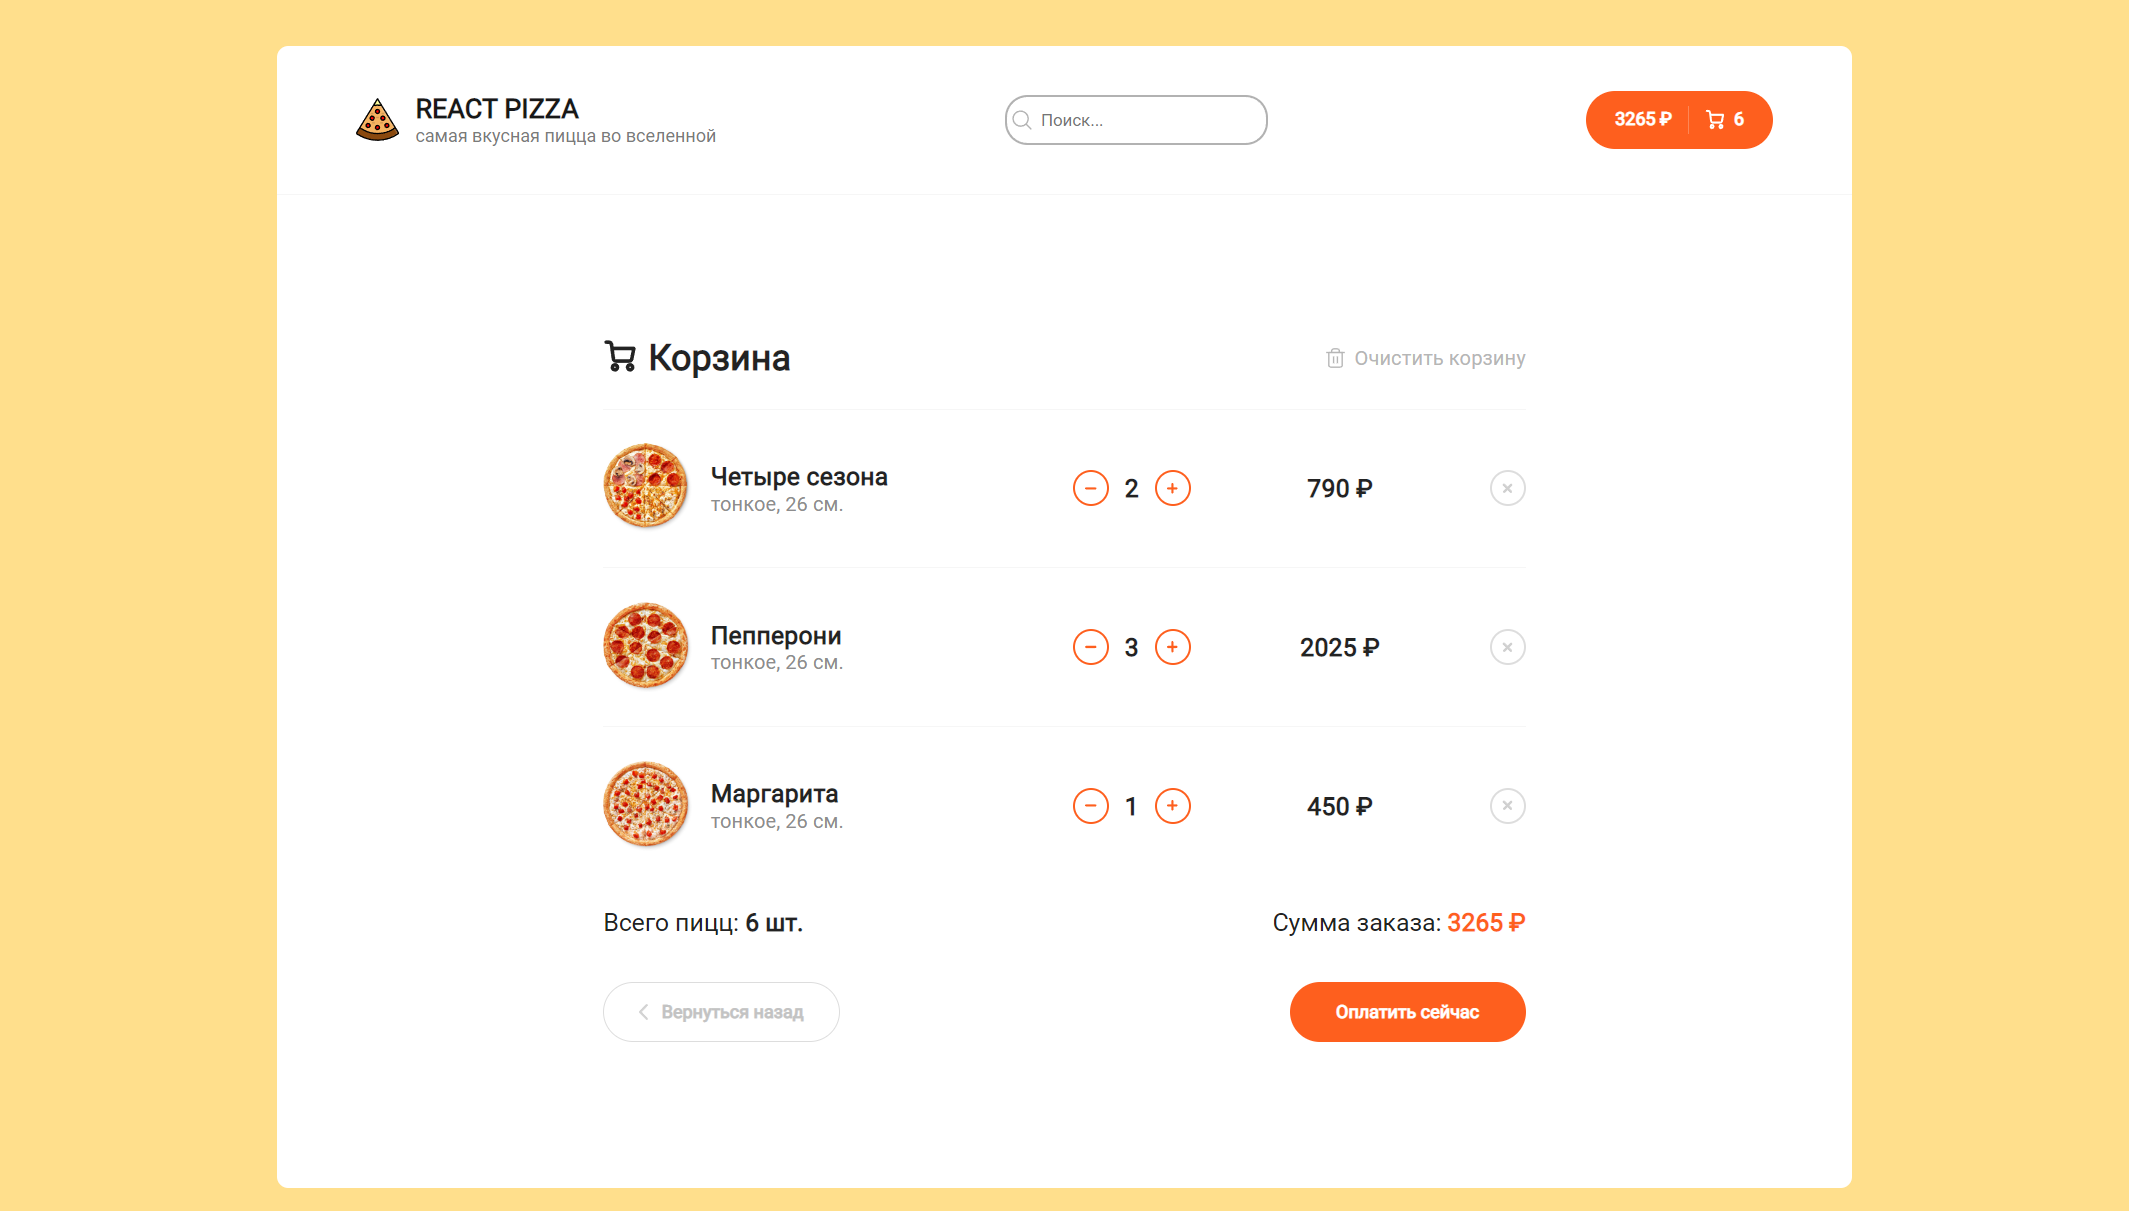 REACT PIZZA
самая вкусная пицца во вселенной
Поиск...
3265 ₽ 6
Корзина
Очистить корзину
Четыре сезона
тонкое, 26 см.
2
790 ₽
Пепперони
тонкое, 26 см.
3
2025 ₽
Маргарита
тонкое, 26 см.
1
450 ₽
Всего пицц: 6 шт.
Сумма заказа: 3265 ₽
Вернуться назад
Оплатить сейчас